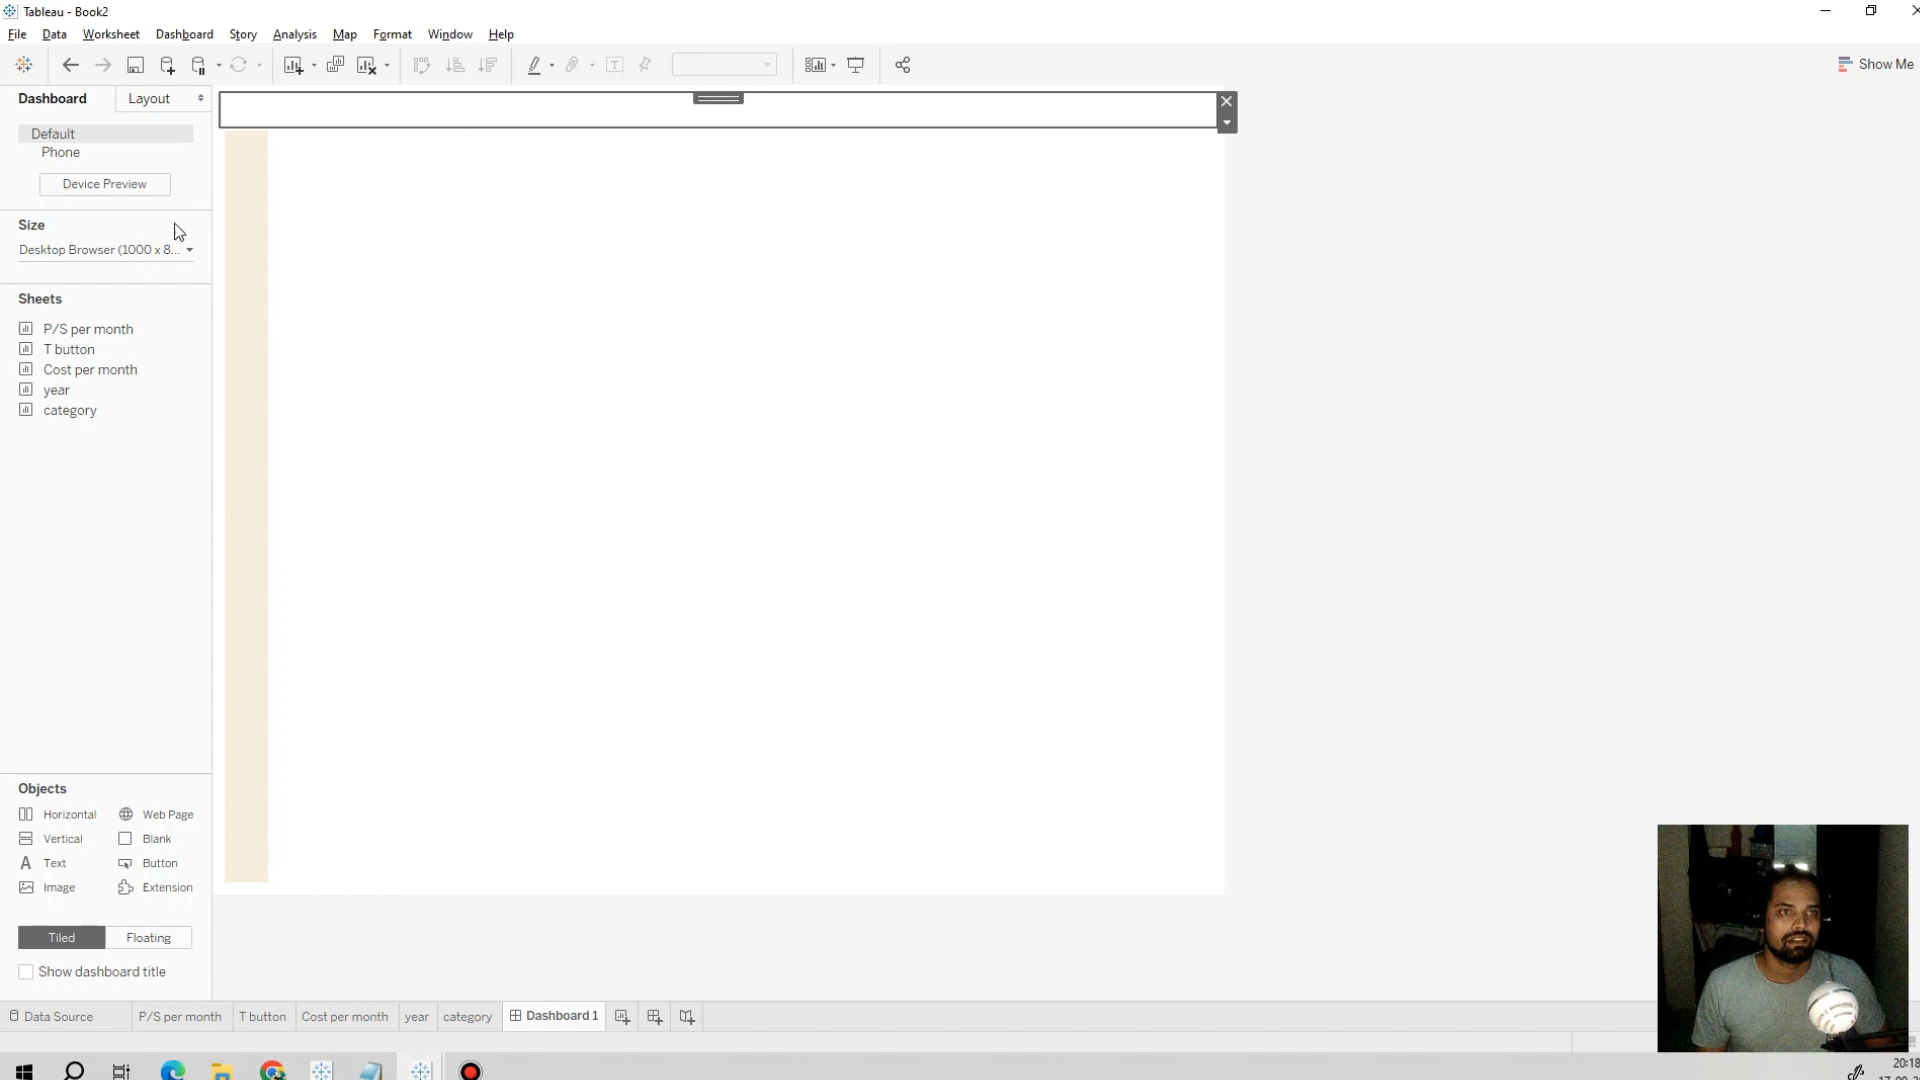 Tableau - Book2
File Data Worksheet Dashboard Story Analysis Map Format Window Help
Show Me
Dashboard Layout
Default
Phone
Device Preview
Size
Desktop Browser (1000 x 8...
Sheets
P/S per month
T button
Cost per month
year
category
Objects
Horizontal Web Page
Vertical Blank
Text Button
Image Extension
Tiled Floating
Show dashboard title
Data Source P/S per month T button Cost per month year category Dashboard 1
20:18